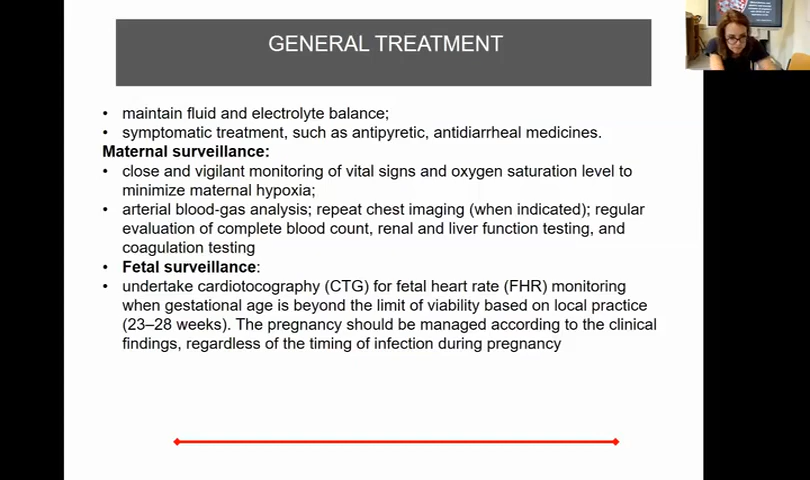 GENERAL TREATMENT
• maintain fluid and electrolyte balance;
• symptomatic treatment, such as antipyretic, antidiarrheal medicines.
Maternal surveillance:
• close and vigilant monitoring of vital signs and oxygen saturation level to
minimize maternal hypoxia;
• arterial blood-gas analysis; repeat chest imaging (when indicated); regular
evaluation of complete blood count, renal and liver function testing, and
coagulation testing
• Fetal surveillance:
• undertake cardiotocography (CTG) for fetal heart rate (FHR) monitoring
when gestational age is beyond the limit of viability based on local practice
(23–28 weeks). The pregnancy should be managed according to the clinical
findings, regardless of the timing of infection during pregnancy